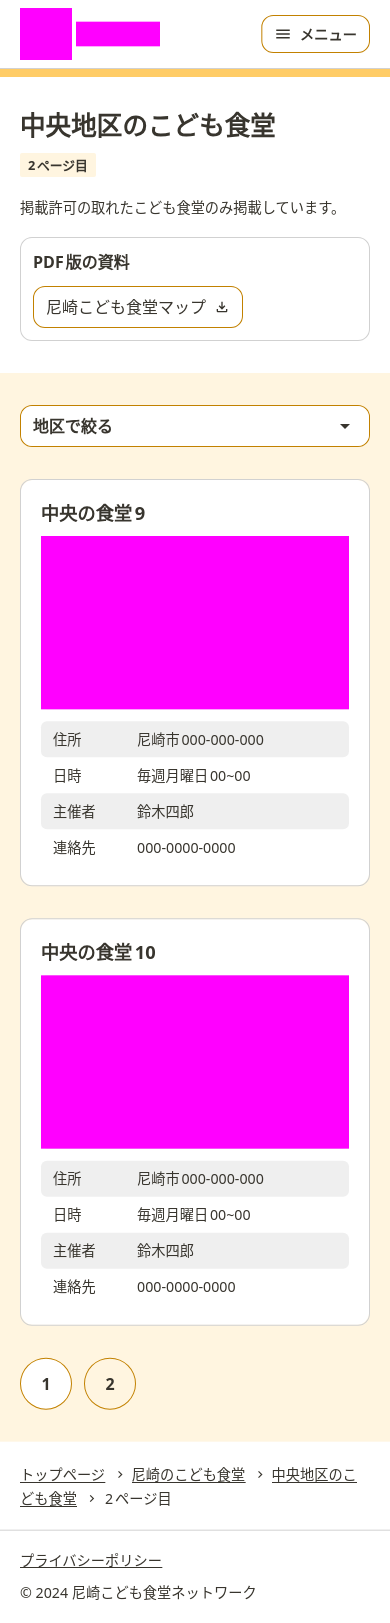 メニュー
中央地区のこども食堂
2ページ目
掲載許可の取れたこども食堂のみ掲載しています。
PDF版の資料
尼崎こども食堂マップ
地区で絞る
中央の食堂9
住所 尼崎市000-000-000
日時 毎週月曜日00~00
主催者 鈴木四郎
連絡先 000-0000-0000
中央の食堂10
住所 尼崎市000-000-000
日時 毎週月曜日00~00
主催者 鈴木四郎
連絡先 000-0000-0000
1 2
トップページ › 尼崎のこども食堂 › 中央地区のこ
ども食堂 › 2ページ目
プライバシーポリシー
© 2024 尼崎こども食堂ネットワーク